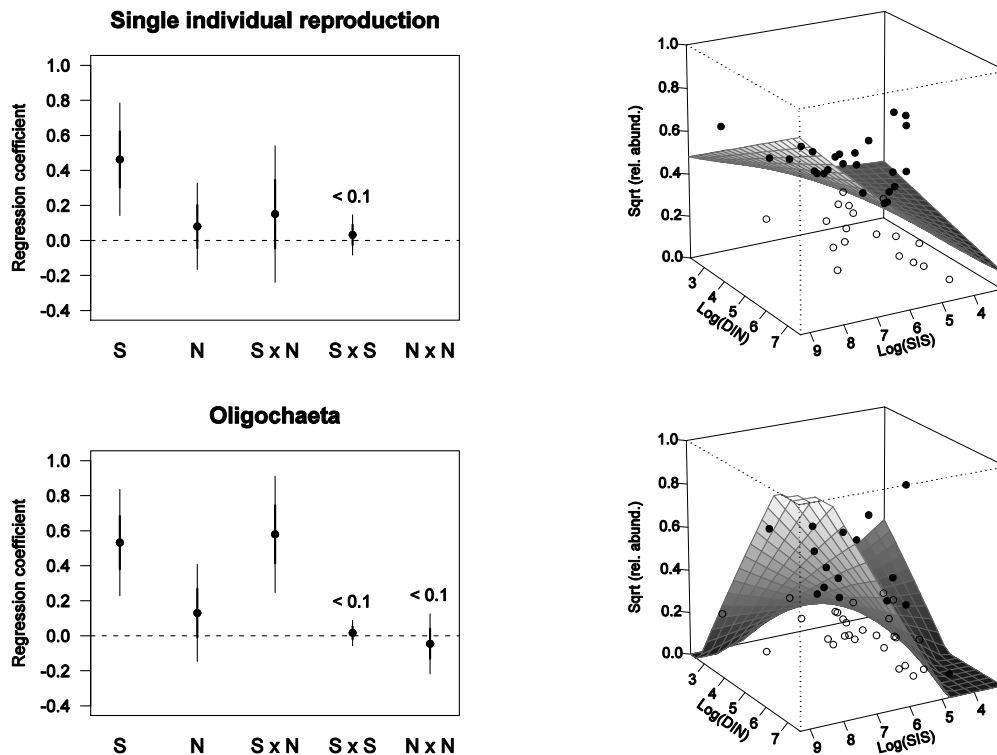 Single individual reproduction
Regression coefficient
1.0
0.8
0.6
0.4
0.2
0.0
-0.2
-0.4
< 0.1
S N S x N S x S N x N
Sqrt (rel. abund.)
1.0
0.8
0.6
0.4
0.2
0.0
3 4 5 6 7
Log(DIN)
9 8 7 6 5 4
Log(SIS)
Oligochaeta
Regression coefficient
1.0
0.8
0.6
0.4
0.2
0.0
-0.2
-0.4
< 0.1
< 0.1
S N S x N S x S N x N
Sqrt (rel. abund.)
1.0
0.8
0.6
0.4
0.2
0.0
3 4 5 6 7
Log(DIN)
9 8 7 6 5 4
Log(SIS)